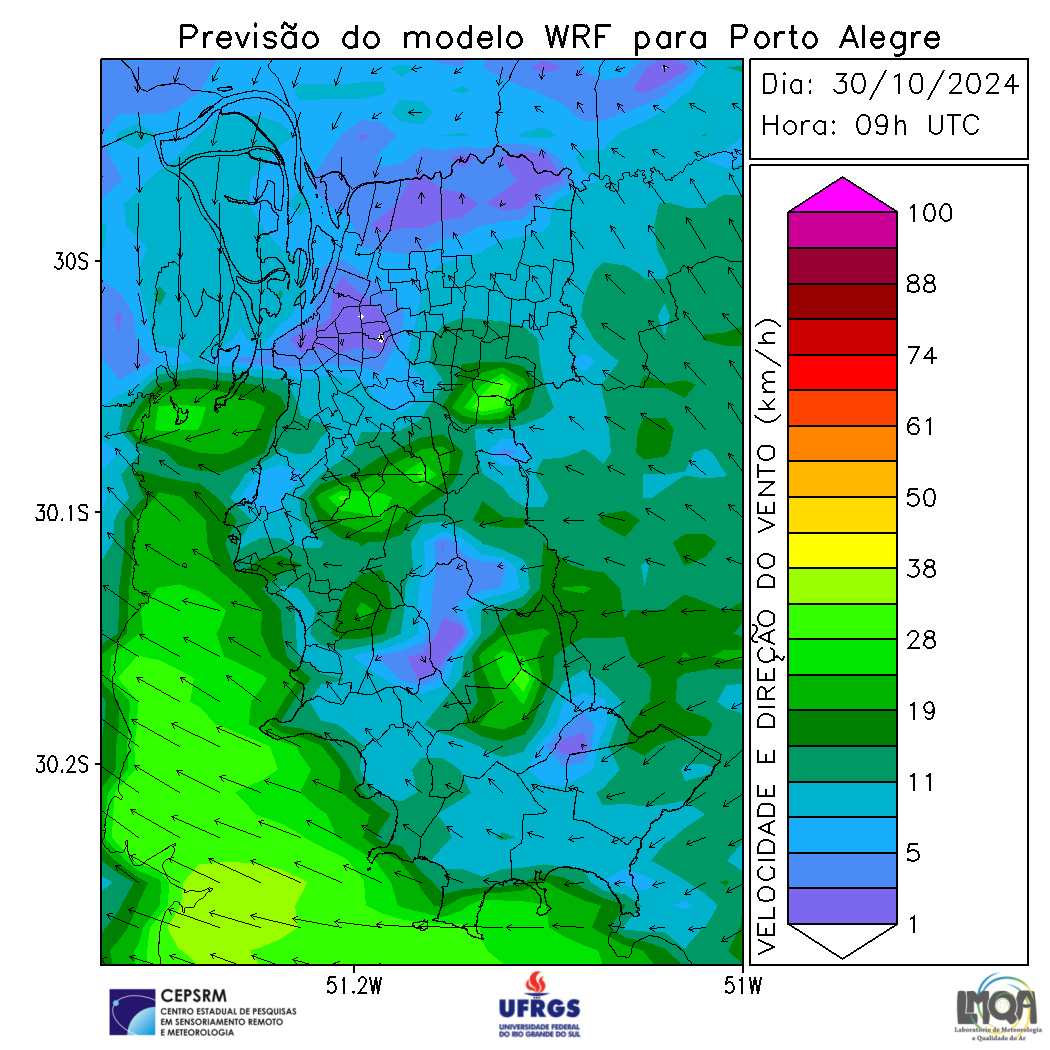 Previsão do modelo WRF para Porto Alegre
Dia: 30/10/2024
Hora: 09h UTC
30S
30.1S
30.2S
51.2W
51W
VELOCIDADE E DIREÇÃO DO VENTO (km/h)
100
88
74
61
50
38
28
19
11
5
1
CEPSRM
CENTRO ESTADUAL DE PESQUISAS
EM SENSORIAMENTO REMOTO
E METEOROLOGIA
UFRGS
UNIVERSIDADE FEDERAL
DO RIO GRANDE DO SUL
LMQA
Laboratório de Meteorologia
e Qualidade do Ar